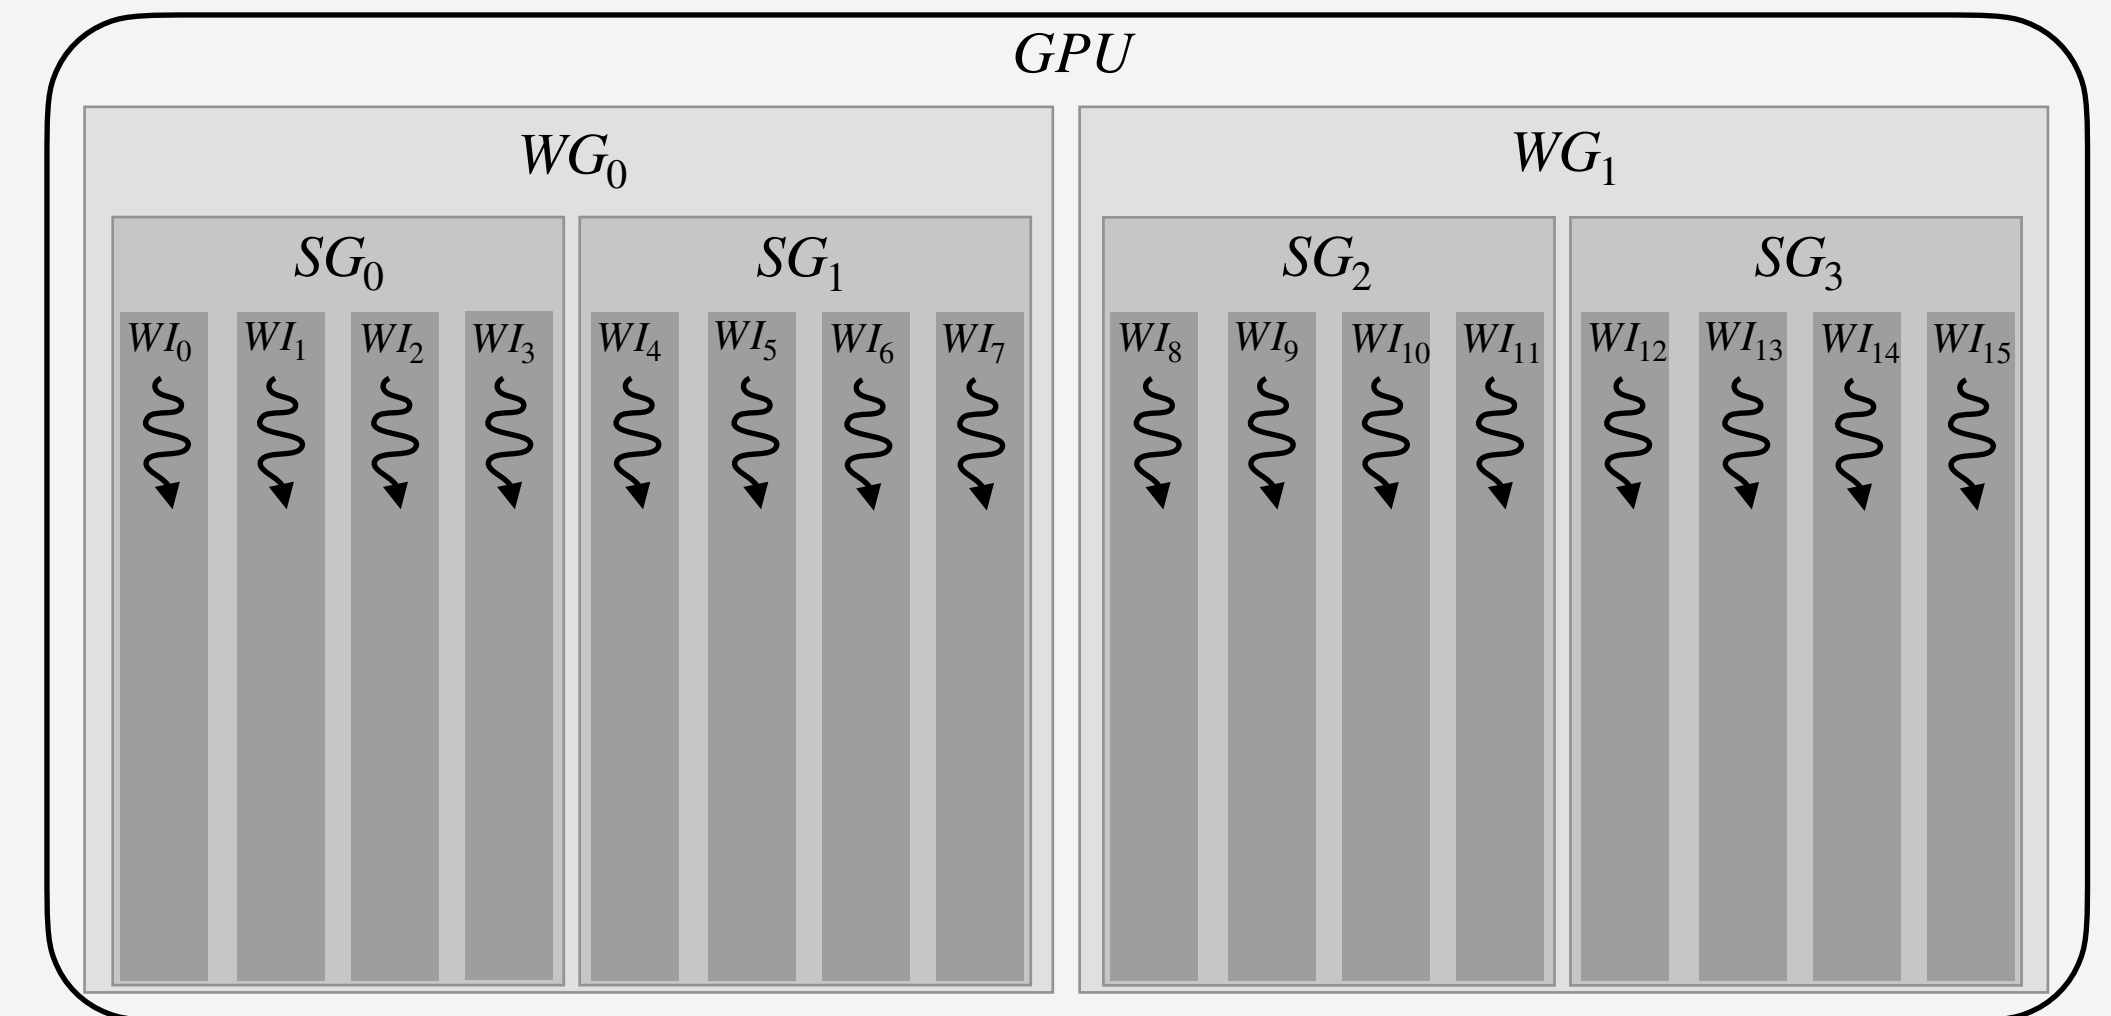 GPU
WG₀ WG₁
SG₀ SG₁ SG₂ SG₃
WI₀ WI₁ WI₂ WI₃ WI₄ WI₅ WI₆ WI₇ WI₈ WI₉ WI₁₀ WI₁₁ WI₁₂ WI₁₃ WI₁₄ WI₁₅